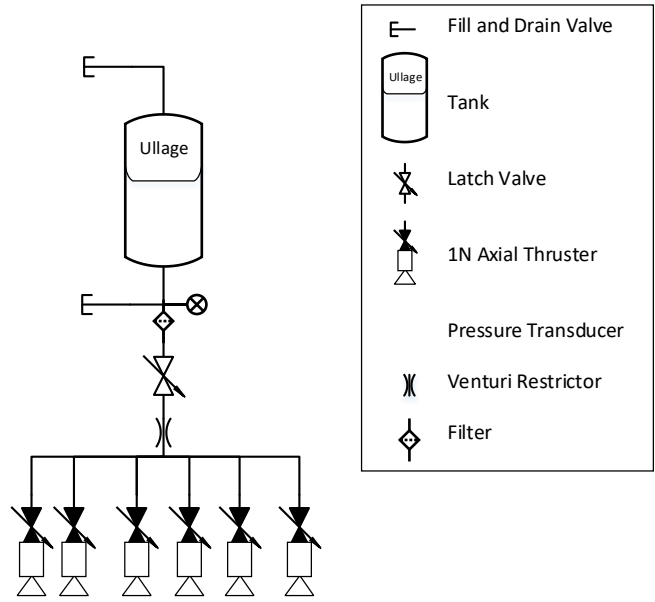 Ullage
Fill and Drain Valve
Ullage
Tank
Latch Valve
1N Axial Thruster
Pressure Transducer
Venturi Restrictor
Filter